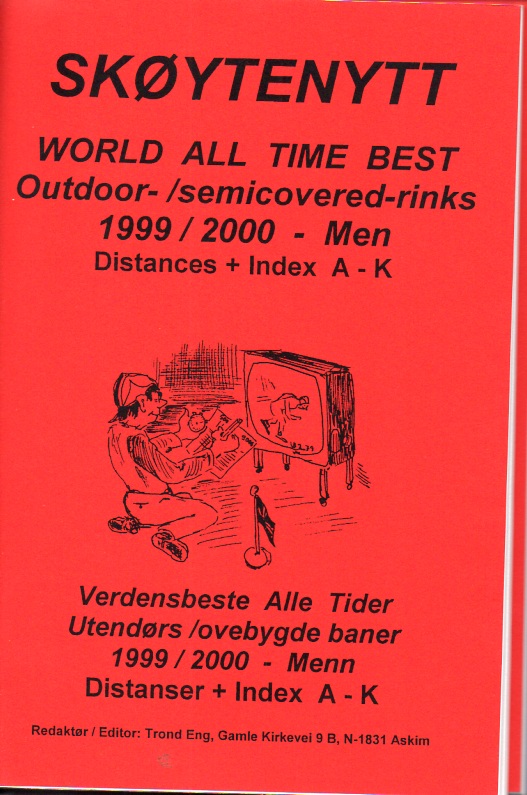 SKØYTENYTT
WORLD ALL TIME BEST
Outdoor- /semicovered-rinks
1999 / 2000 - Men
Distances + Index A - K
Verdensbeste Alle Tider
Utendørs /ovebygde baner
1999 / 2000 - Menn
Distanser + Index A - K
Redaktør / Editor: Trond Eng, Gamle Kirkevei 9 B, N-1831 Askim